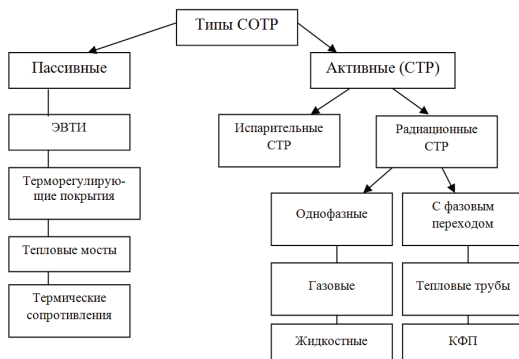 Типы СОТР
Пассивные
Активные (СТР)
ЭВТИ
Испарительные
СТР
Радиационные
СТР
Терморегулирую-
щие покрытия
Однофазные
С фазовым
переходом
Тепловые мосты
Газовые
Тепловые трубы
Термические
сопротивления
Жидкостные
КФП